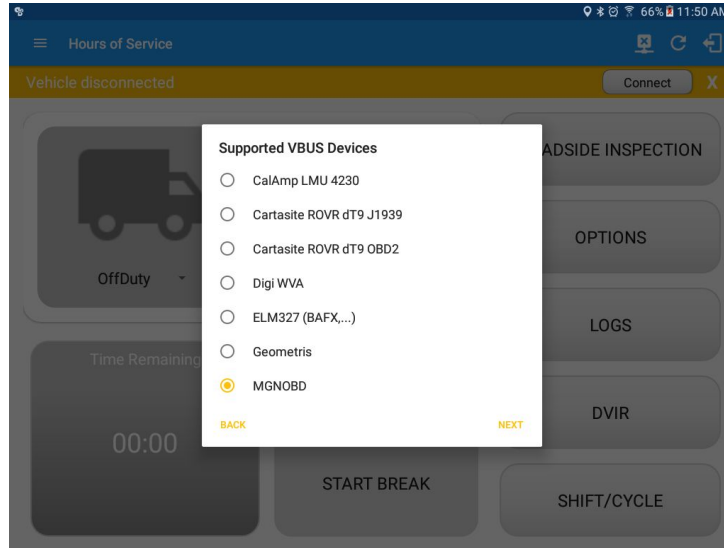 66% 11:50 AM
Hours of Service
Vehicle disconnected
Connect
X
Supported VBUS Devices
CalAmp LMU 4230
Cartasite ROVR dT9 J1939
Cartasite ROVR dT9 OBD2
Digi WVA
ELM327 (BAFX,...)
Geometris
MGNOBD
BACK
NEXT
OffDuty
Time Remaining
00:00
START BREAK
ADSIDE INSPECTION
OPTIONS
LOGS
DVIR
SHIFT/CYCLE